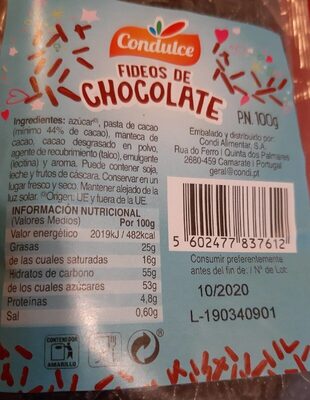 Condulce
FIDEOS DE
CHOCOLATE
P.N. 100g
Ingredientes: azúcar⁽¹⁾, pasta de cacao
(mínimo 44% de cacao), manteca de
cacao, cacao desgrasado en polvo,
agente de recubrimiento (talco), emulgente
(lectina) y aroma. Puede contener soja,
leche y frutos de cáscara. Conservar en un
lugar fresco y seco. Mantener alejado de la
luz solar. ⁽¹⁾Origen: UE y fuera de la UE.
INFORMACIÓN NUTRICIONAL
(Valores Medios) Por 100g
Valor energético 2019kJ / 482kcal
Grasas 25g
de las cuales saturadas 16g
Hidratos de carbono 55g
de los cuales azúcares 53g
Proteínas 4,8g
Sal 0,60g
CONTENEDOR
AMARILLO
Embalado y distribuido por:
Condi Alimentar, S.A.
Rua do Ferro | Quinta dos Palmares
2680-459 Camarate | Portugal
geral@condi.pt
5 602477 837612
Consumir preferentemente
antes del fin de: / Nº de Lot:
10/2020
L-190340901